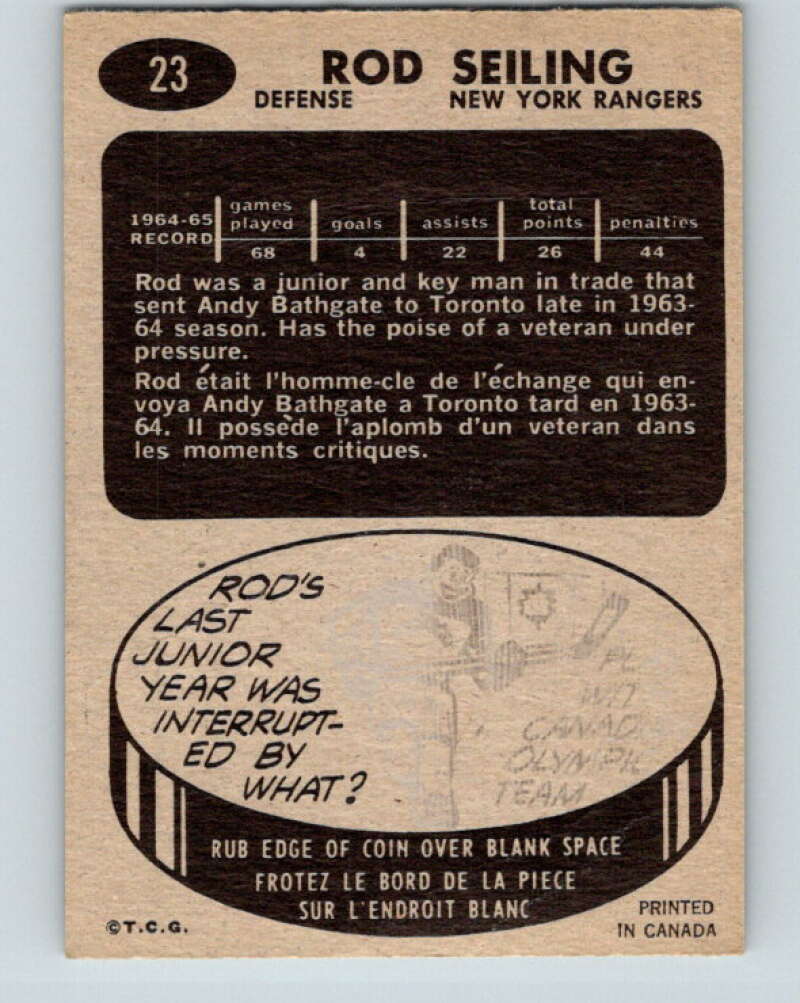 23
ROD SEILING
DEFENSE NEW YORK RANGERS
1964-65 RECORD games played goals assists total points penalties
68 4 22 26 44
Rod was a junior and key man in trade that
sent Andy Bathgate to Toronto late in 1963-
64 season. Has the poise of a veteran under
pressure.
Rod était l'homme-cle de l'échange qui en-
voya Andy Bathgate a Toronto tard en 1963-
64. Il possède l'aplomb d'un veteran dans
les moments critiques.
ROD'S
LAST
JUNIOR
YEAR WAS
INTERRUPT-
ED BY
WHAT?
CANAD
OLYMPIC
TEAM
RUB EDGE OF COIN OVER BLANK SPACE
FROTEZ LE BORD DE LA PIECE
SUR L'ENDROIT BLANC
©T.C.G.
PRINTED
IN CANADA